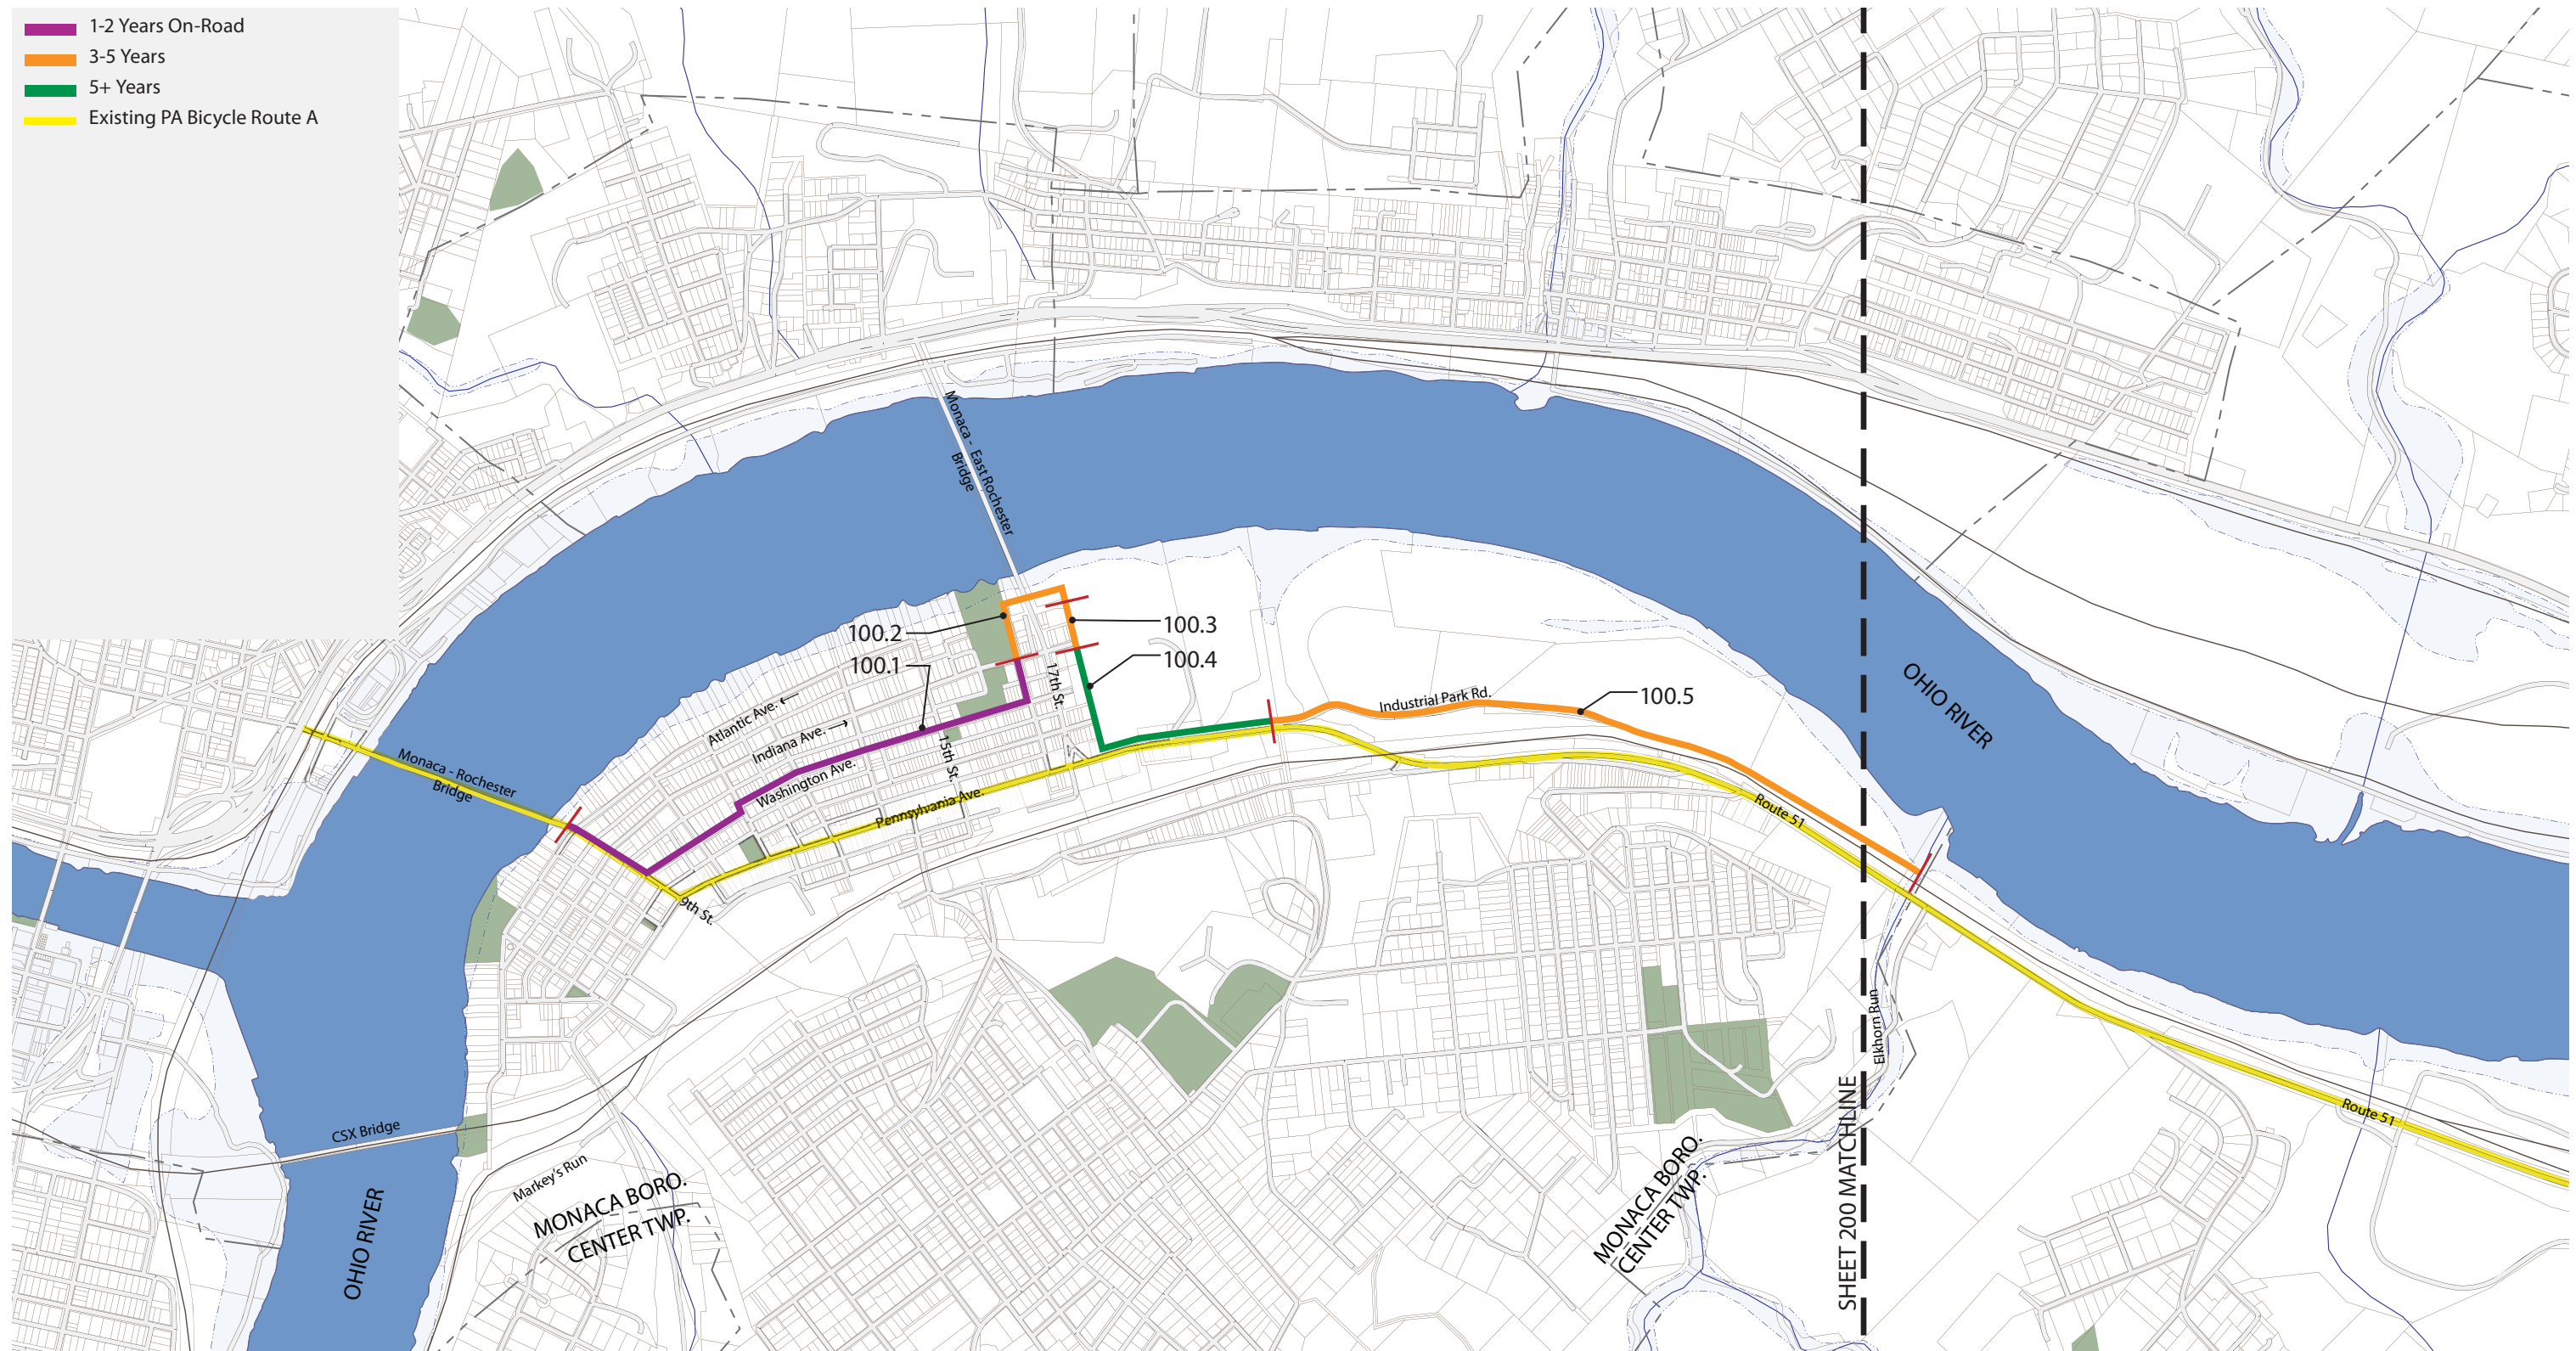 1-2 Years On-Road
3-5 Years
5+ Years
Existing PA Bicycle Route A
Monaca - East Rochester
Bridge
100.2
100.3
100.1
100.4
17th St.
Atlantic Ave. ←
Indiana Ave. →
Industrial Park Rd.
100.5
OHIO RIVER
Monaca - Rochester
Bridge
Washington Ave.
15th St.
Pennsylvania Ave.
Route 51
9th St.
Elkhorn Run
CSX Bridge
Route 51
Markey's Run
MONACA BORO.
CENTER TWP.
MONACA BORO.
CENTER TWP.
OHIO RIVER
SHEET 200 MATCHLINE